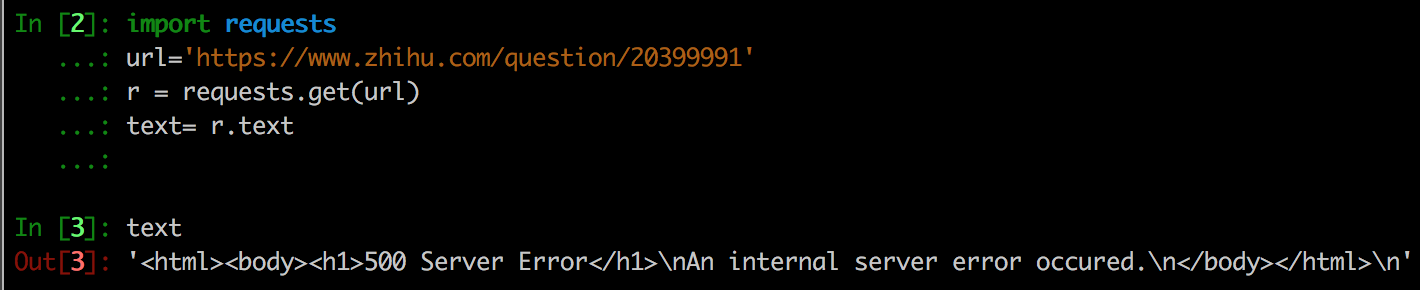 In [2]: import requests
   ...: url='https://www.zhihu.com/question/20399991'
   ...: r = requests.get(url)
   ...: text= r.text
   ...:
In [3]: text
Out[3]: '<html><body><h1>500 Server Error</h1>\nAn internal server error occured.\n</body></html>\n'